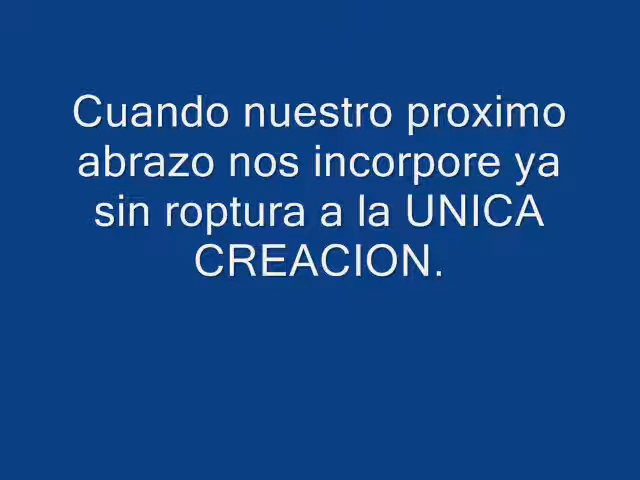 Cuando nuestro proximo
abrazo nos incorpore ya
sin roptura a la UNICA
CREACION.